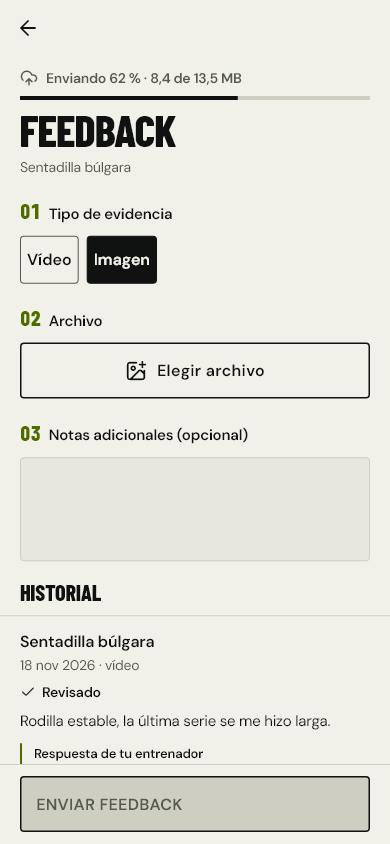 Enviando 62 % · 8,4 de 13,5 MB
FEEDBACK
Sentadilla búlgara
01 Tipo de evidencia
Vídeo Imagen
02 Archivo
Elegir archivo
03 Notas adicionales (opcional)
HISTORIAL
Sentadilla búlgara
18 nov 2026 · vídeo
Revisado
Rodilla estable, la última serie se me hizo larga.
Respuesta de tu entrenador
ENVIAR FEEDBACK